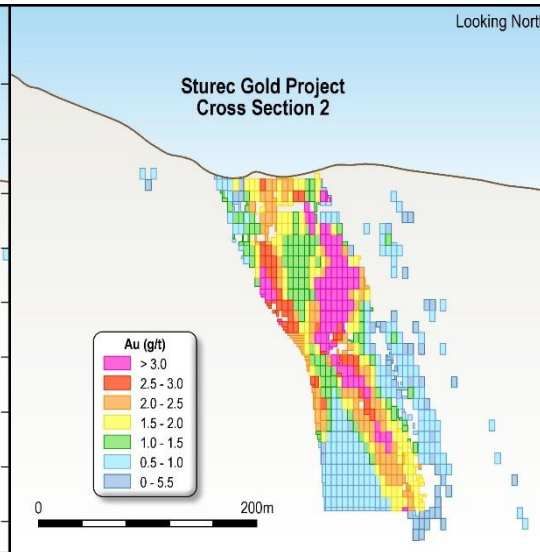 Looking North
Sturec Gold Project
Cross Section 2
Au (g/t)
> 3.0
2.5 - 3.0
2.0 - 2.5
1.5 - 2.0
1.0 - 1.5
0.5 - 1.0
0 - 5.5
0
200m